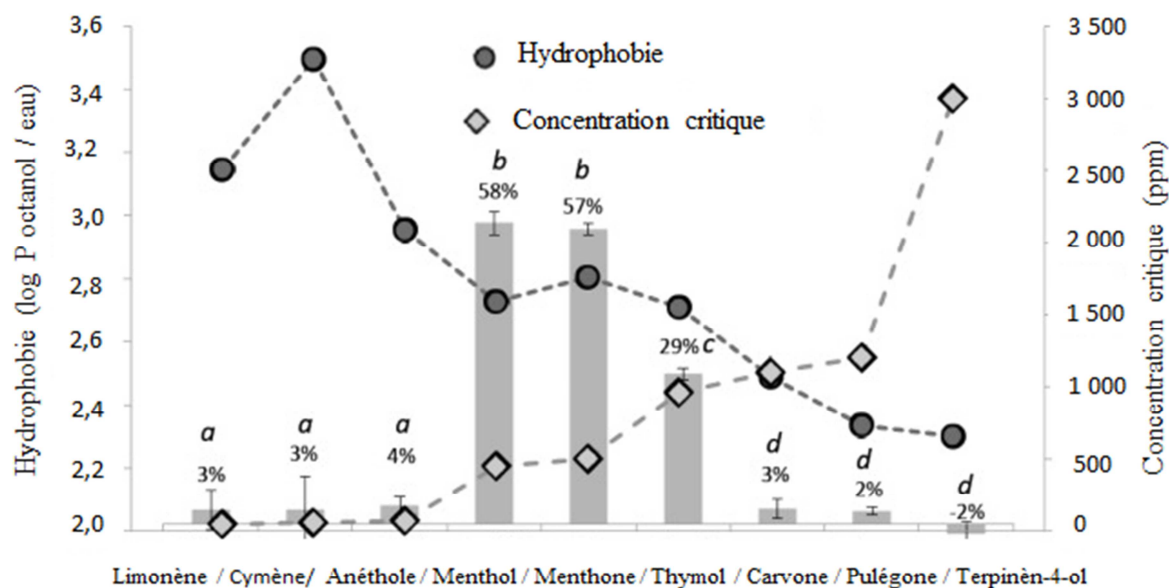 Hydrophobie (log P octanol / eau)
3,6
3,4
3,2
3,0
2,8
2,6
2,4
2,2
2,0
Hydrophobie
Concentration critique
a
3%
a
3%
a
4%
b
58%
b
57%
29% c
d
3%
d
2%
d
-2%
3 500
3 000
2 500
2 000
1 500
1 000
500
0
Concentration critique (ppm)
Limonène / Cymène/ Anéthole / Menthol / Menthone / Thymol / Carvone / Pulégone / Terpinèn-4-ol